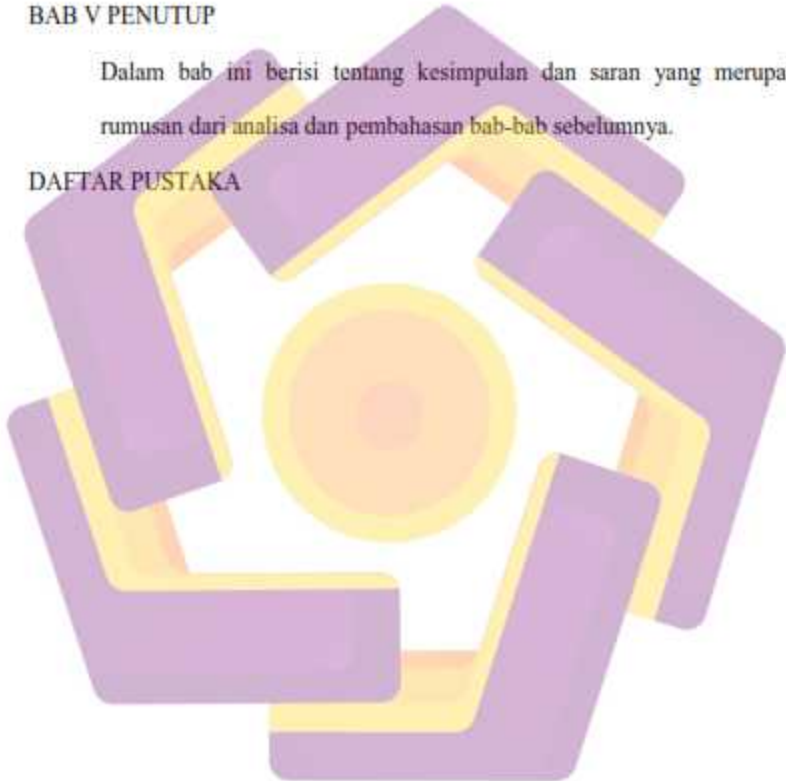 BAB V PENUTUP
Dalam bab ini berisi tentang kesimpulan dan saran yang merupa
rumusan dari analisa dan pembahasan bab-bab sebelumnya.
DAFTAR PUSTAKA